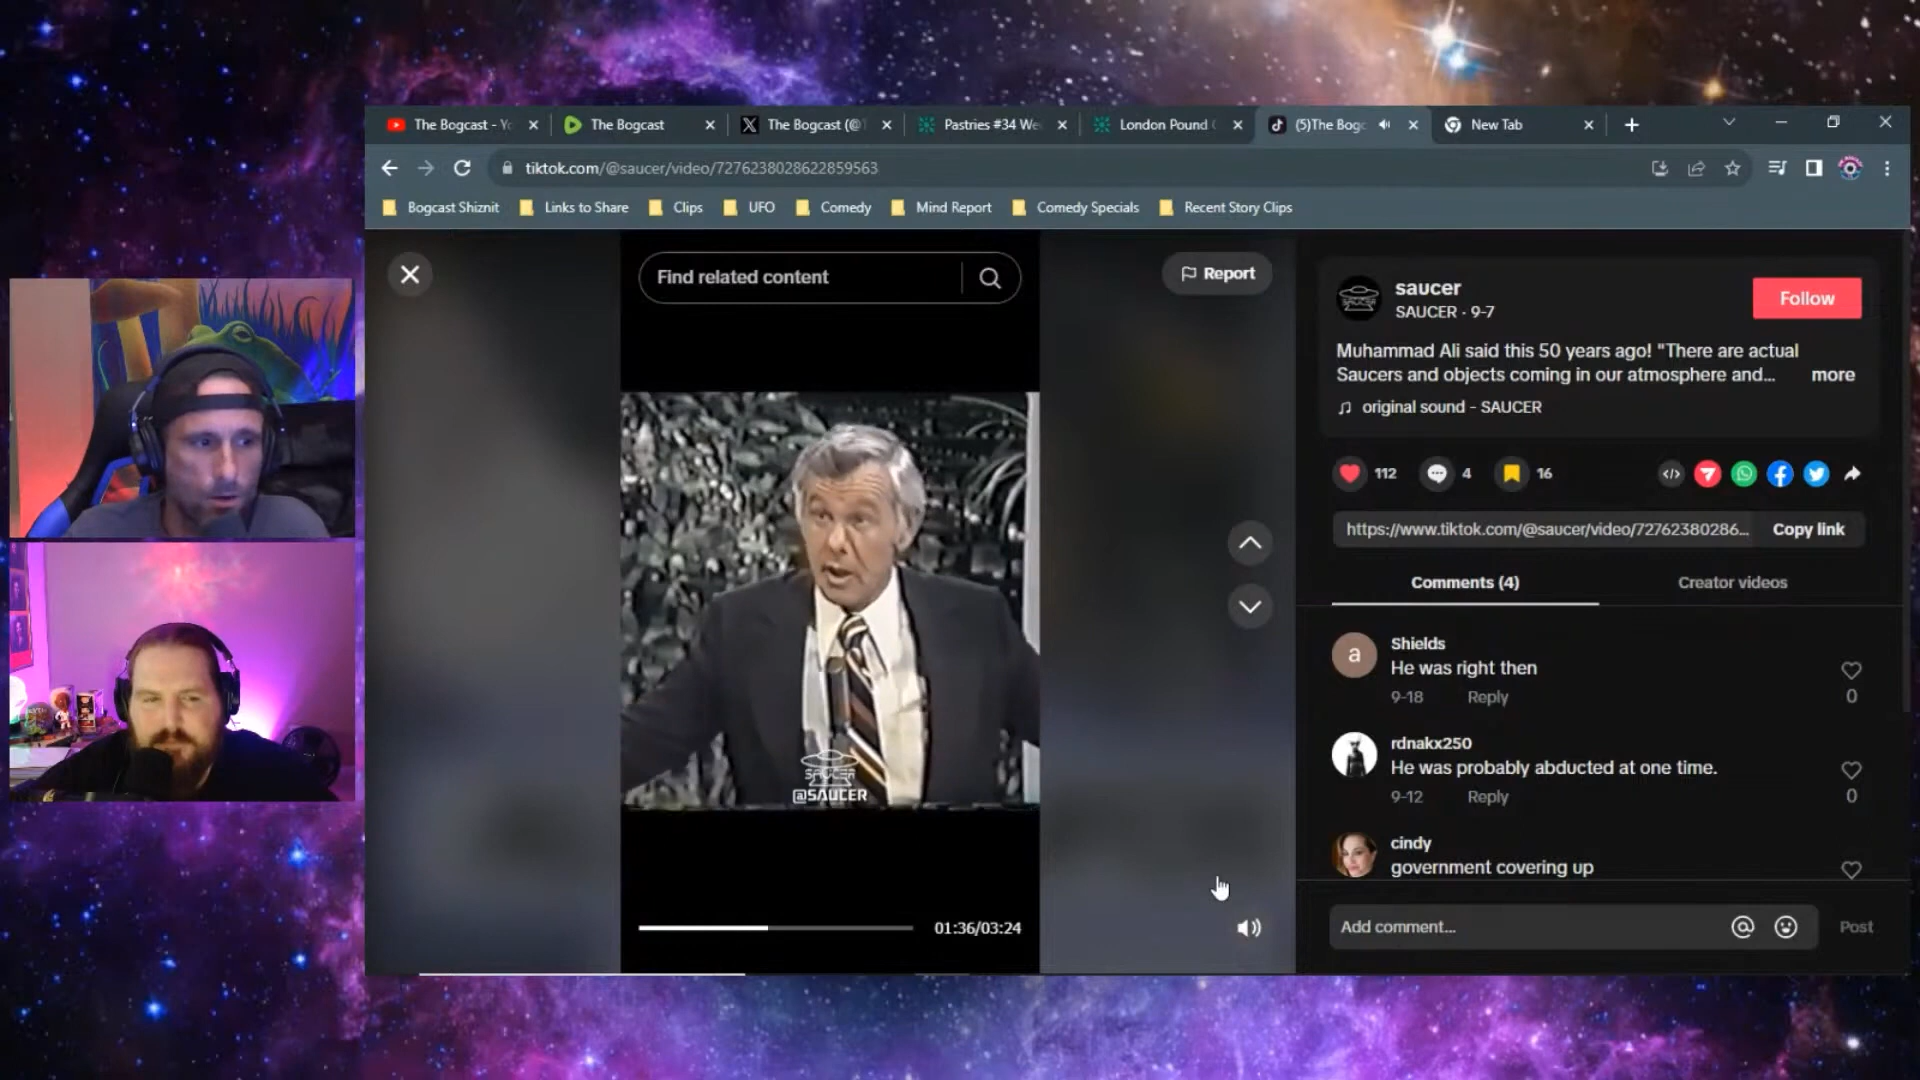 The Bogcast - Yo
The Bogcast
The Bogcast (@
Pastries #34 We
London Pound
(5)The Bog
New Tab
tiktok.com/@saucer/video/7276238028622859563
Bogcast Shiznit
Links to Share
Clips
UFO
Comedy
Mind Report
Comedy Specials
Recent Story Clips
Find related content
Report
SAUCER
@SAUCER
01:36/03:24
saucer
SAUCER · 9-7
Follow
Muhammad Ali said this 50 years ago! "There are actual
Saucers and objects coming in our atmosphere and... more
original sound - SAUCER
112
4
16
https://www.tiktok.com/@saucer/video/72762380286...
Copy link
Comments (4)
Creator videos
a
Shields
He was right then
9-18 Reply
0
rdnakx250
He was probably abducted at one time.
9-12 Reply
0
cindy
government covering up
Add comment...
Post